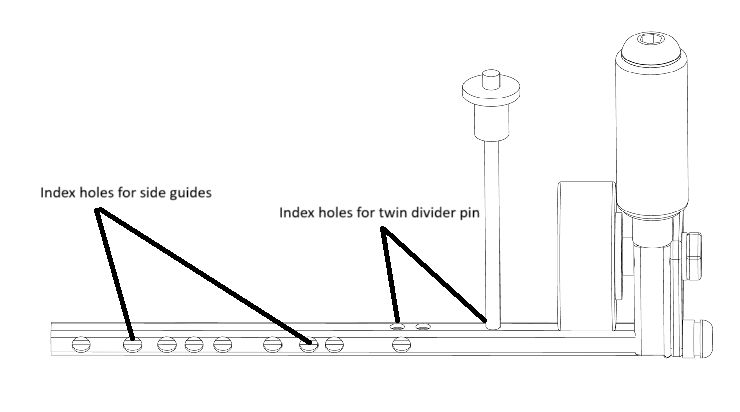 Index holes for side guides
Index holes for twin divider pin